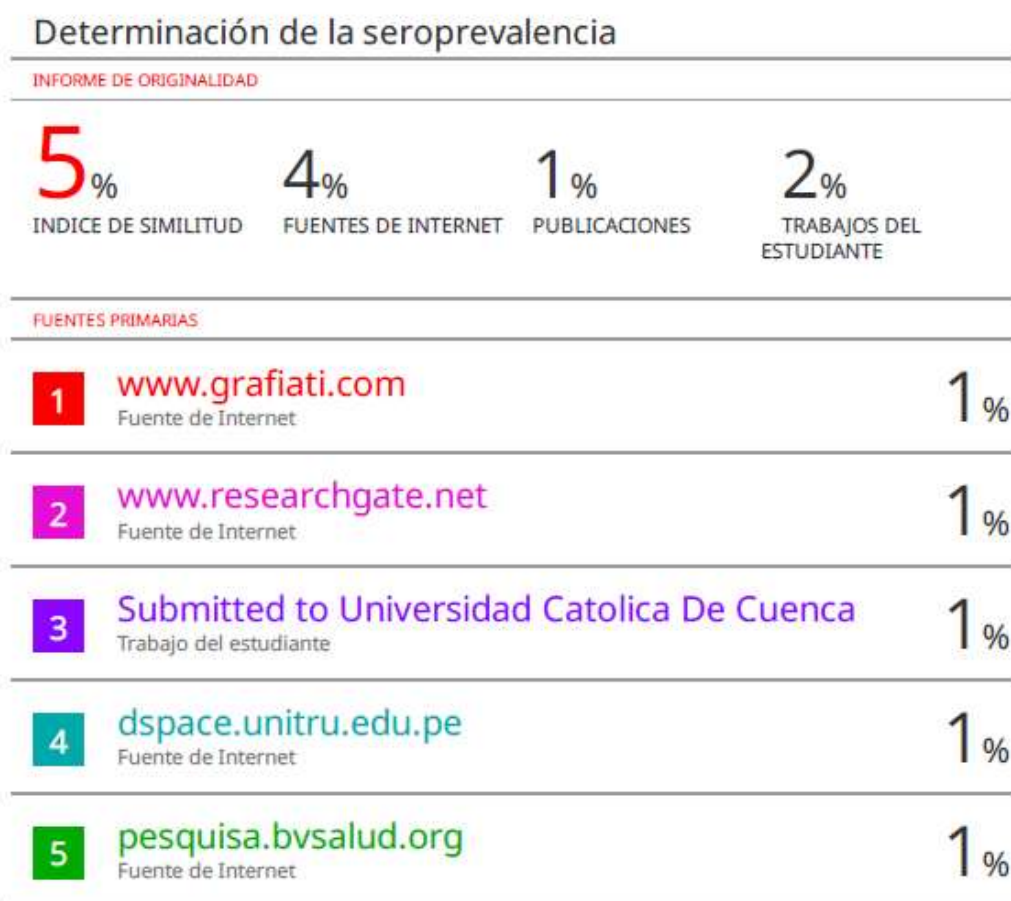 Determinación de la seroprevalencia
INFORME DE ORIGINALIDAD
5%
4%
1%
2%
INDICE DE SIMILITUD
FUENTES DE INTERNET
PUBLICACIONES
TRABAJOS DEL
ESTUDIANTE
FUENTES PRIMARIAS
1
www.grafiati.com
Fuente de Internet
1%
2
www.researchgate.net
Fuente de Internet
1%
3
Submitted to Universidad Catolica De Cuenca
Trabajo del estudiante
1%
4
dspace.unitru.edu.pe
Fuente de Internet
1%
5
pesquisa.bvsalud.org
Fuente de Internet
1%